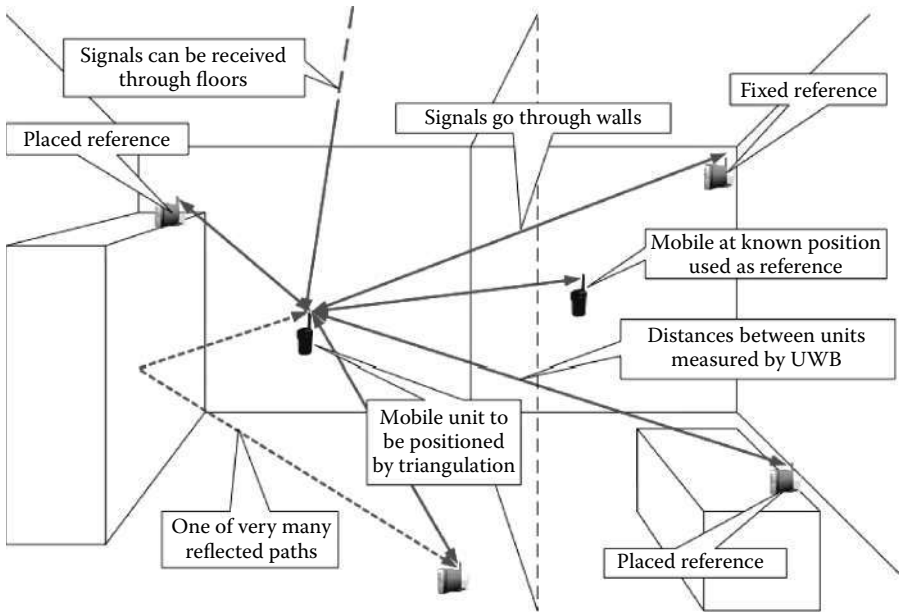 Signals can be received
through floors
Fixed reference
Signals go through walls
Placed reference
Mobile at known position
used as reference
Distances between units
measured by UWB
Mobile unit to
be positioned
by triangulation
One of very many
reflected paths
Placed reference